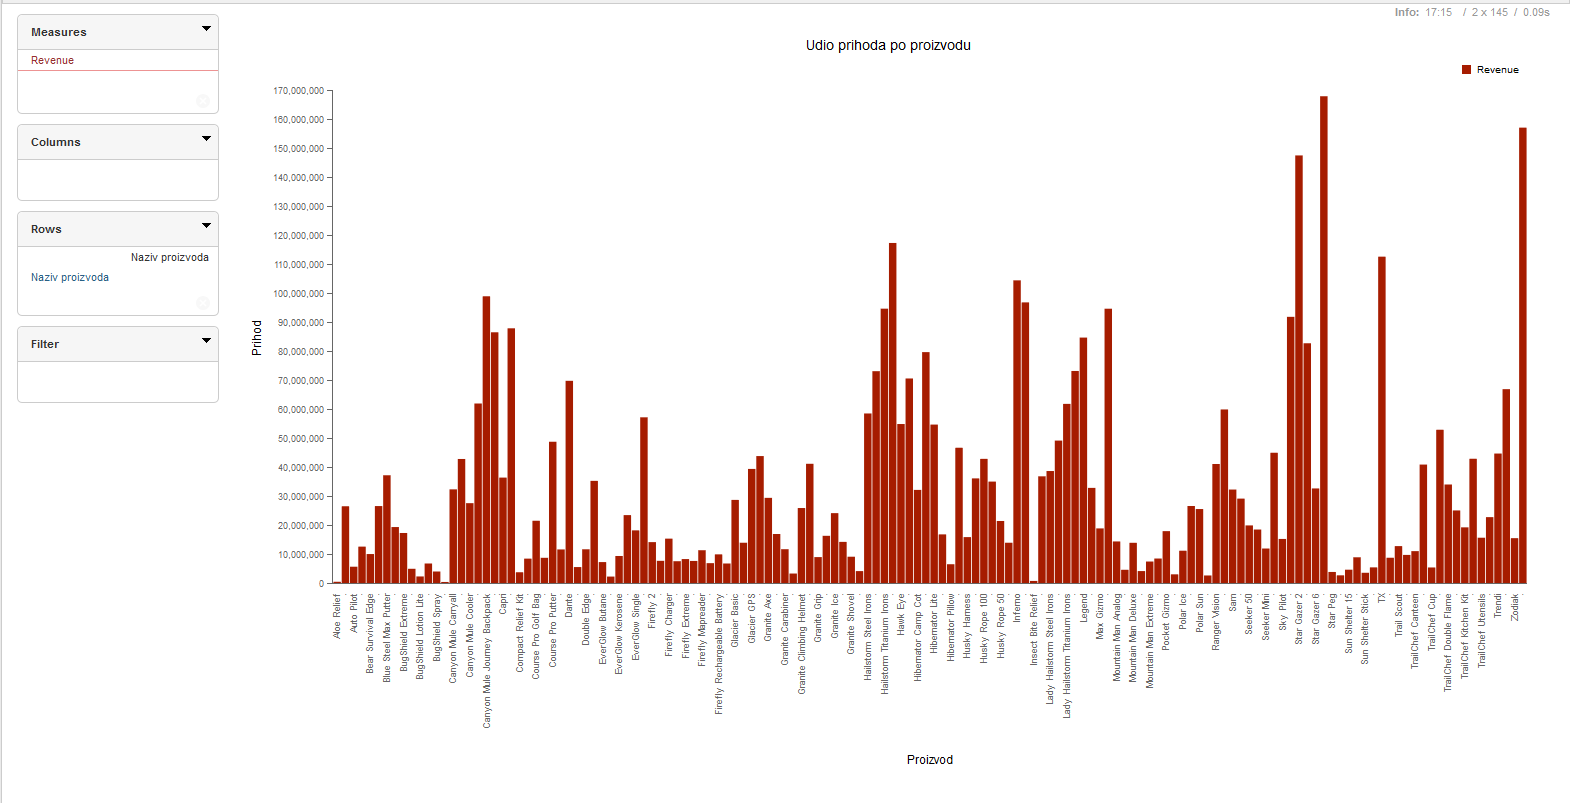 Info: 17:15 / 2 x 145 / 0.09s
Measures
Revenue
Columns
Rows
Naziv proizvoda
Naziv proizvoda
Filter
Udio prihoda po proizvodu
Revenue
Prihod
170,000,000
160,000,000
150,000,000
140,000,000
130,000,000
120,000,000
110,000,000
100,000,000
90,000,000
80,000,000
70,000,000
60,000,000
50,000,000
40,000,000
30,000,000
20,000,000
10,000,000
0
Aloe Relief
Auto Pilot
Bear Survival Edge
Blue Steel Max Putter
BugShield Extreme
BugShield Lotion Lite
BugShield Spray
Canyon Mule Carryall
Canyon Mule Cooler
Canyon Mule Journey Backpack
Capri
Compact Relief Kit
Course Pro Golf Bag
Course Pro Putter
Dante
Double Edge
EverGlow Butane
EverGlow Kerosene
EverGlow Single
Firefly 2
Firefly Charger
Firefly Extreme
Firefly Mapreader
Firefly Rechargeable Battery
Glacier Basic
Glacier GPS
Granite Axe
Granite Carabiner
Granite Climbing Helmet
Granite Grip
Granite Ice
Granite Shovel
Hailstorm Steel Irons
Hailstorm Titanium Irons
Hawk Eye
Hibernator Camp Cot
Hibernator Lite
Hibernator Pillow
Husky Harness
Husky Rope 100
Husky Rope 50
Inferno
Insect Bite Relief
Lady Hailstorm Steel Irons
Lady Hailstorm Titanium Irons
Legend
Max Gizmo
Mountain Man Analog
Mountain Man Deluxe
Mountain Man Extreme
Pocket Gizmo
Polar Ice
Polar Sun
Ranger Vision
Sam
Seeker 50
Seeker Mini
Sky Pilot
Star Gazer 2
Star Gazer 6
Star Peg
Sun Shelter 15
Sun Shelter Stick
TX
Trail Scout
TrailChef Canteen
TrailChef Cup
TrailChef Double Flame
TrailChef Kitchen Kit
TrailChef Utensils
Trendi
Zodiak
Proizvod